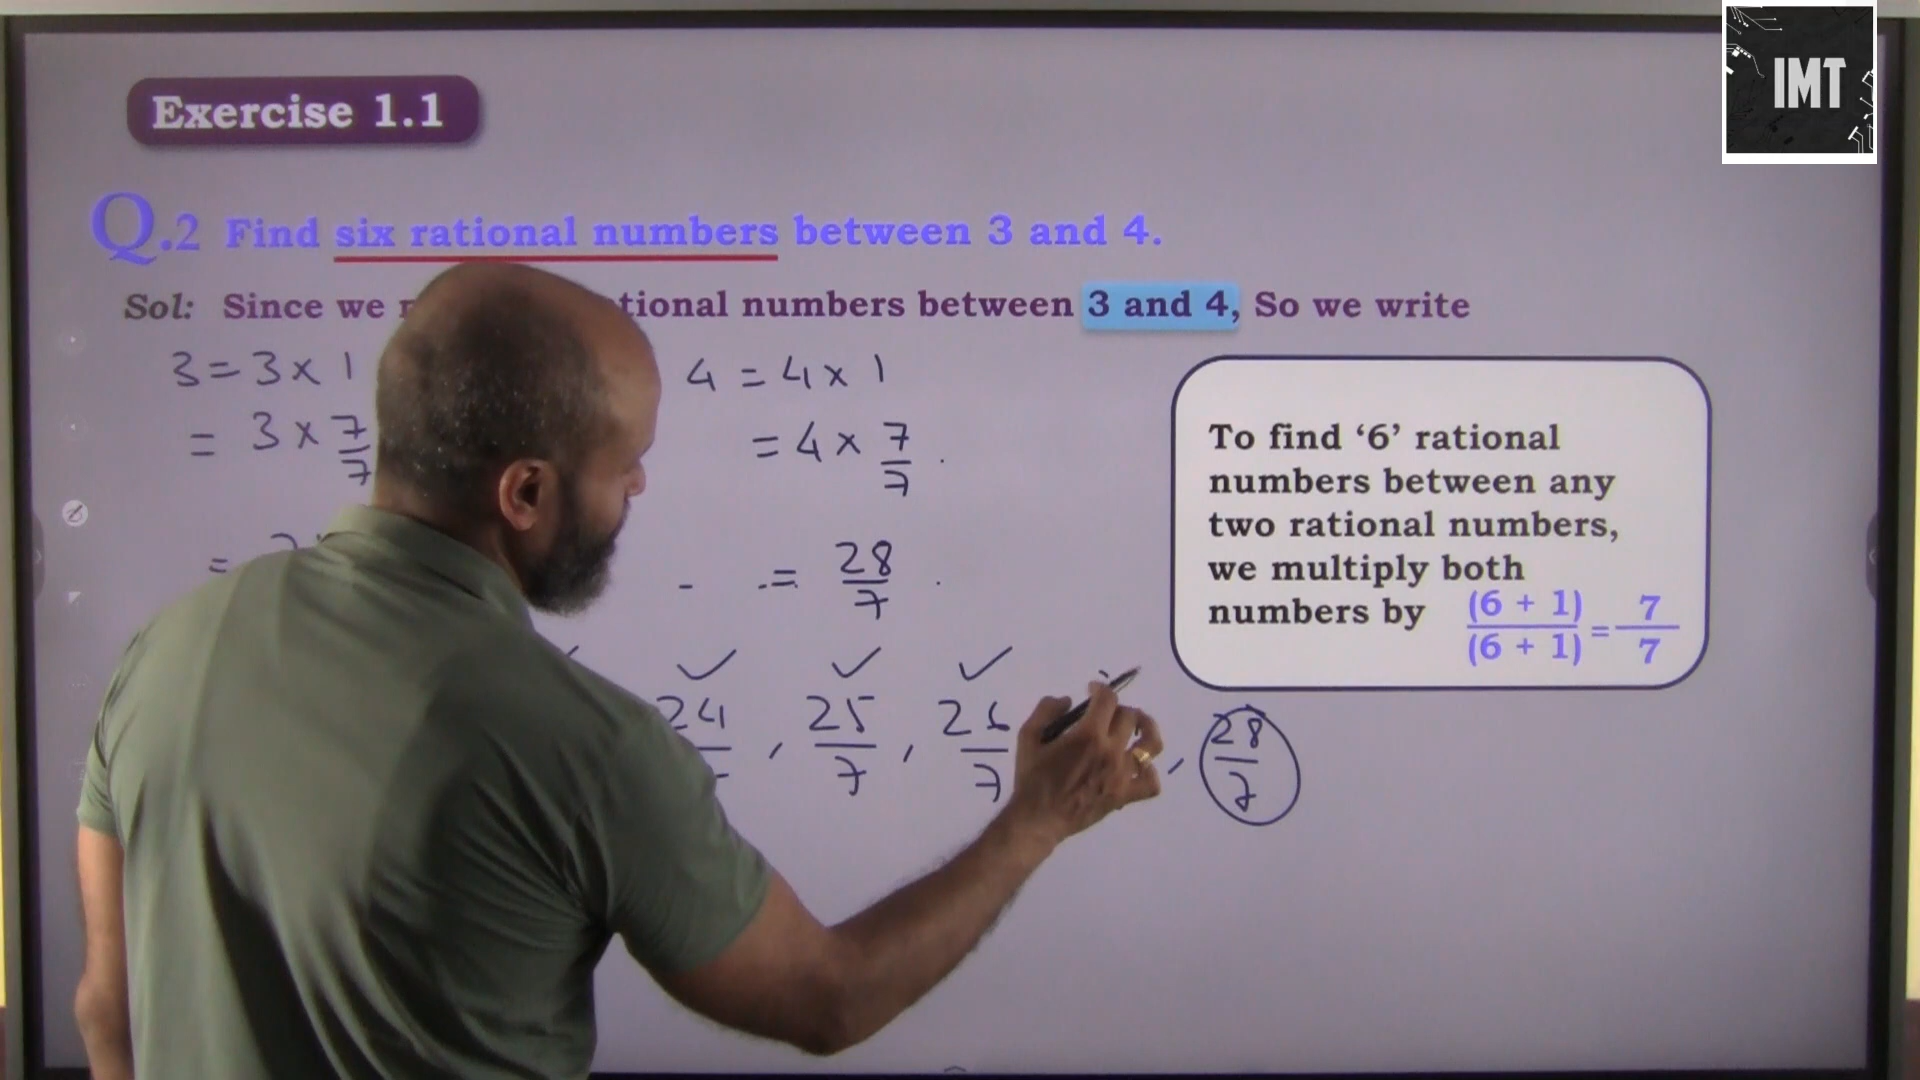 IMT
Exercise 1.1
Q.2 Find six rational numbers between 3 and 4.
Sol: Since we rational numbers between 3 and 4, So we write
3 = 3 × 1 4 = 4 × 1
= 3 × 7/7 = 4 × 7/7
= = 28/7
24, 25/7, 26/7, 28/7
To find ‘6’ rational
numbers between any
two rational numbers,
we multiply both
numbers by (6 + 1)/(6 + 1) = 7/7